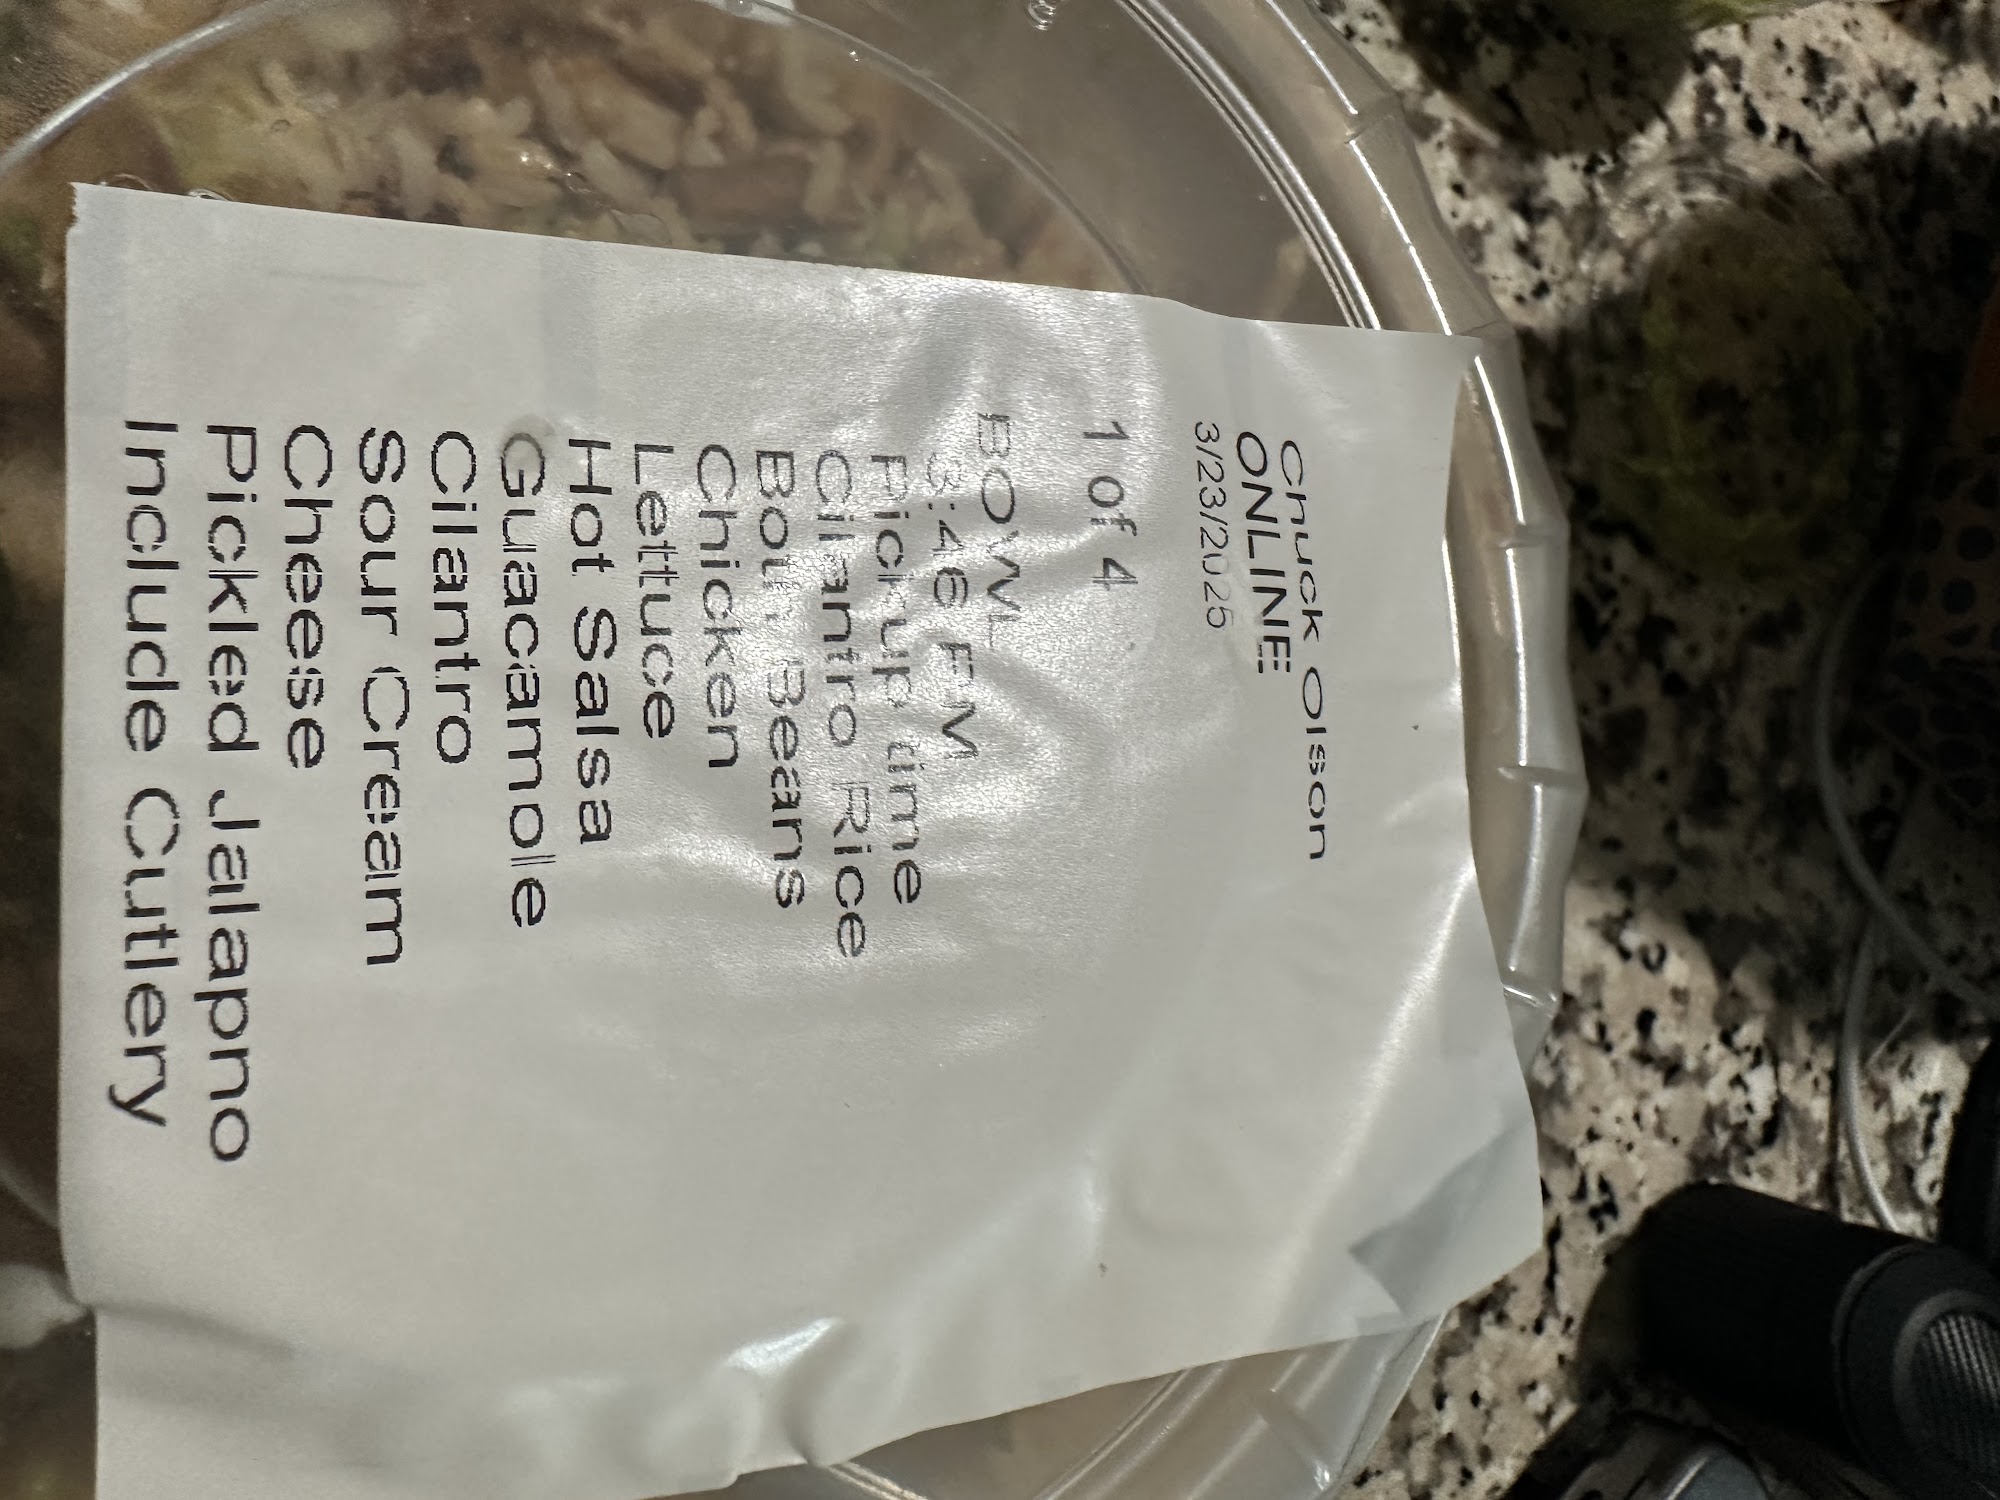 Chuck Olson
ONLINE
3/23/2025
1 of 4
BOWL
3:46 PM
Pickup time
Cilantro Rice
Both Beans
Chicken
Lettuce
Hot Salsa
Guacamole
Cilantro
Sour Cream
Cheese
Pickled Jalapno
Include Cutlery